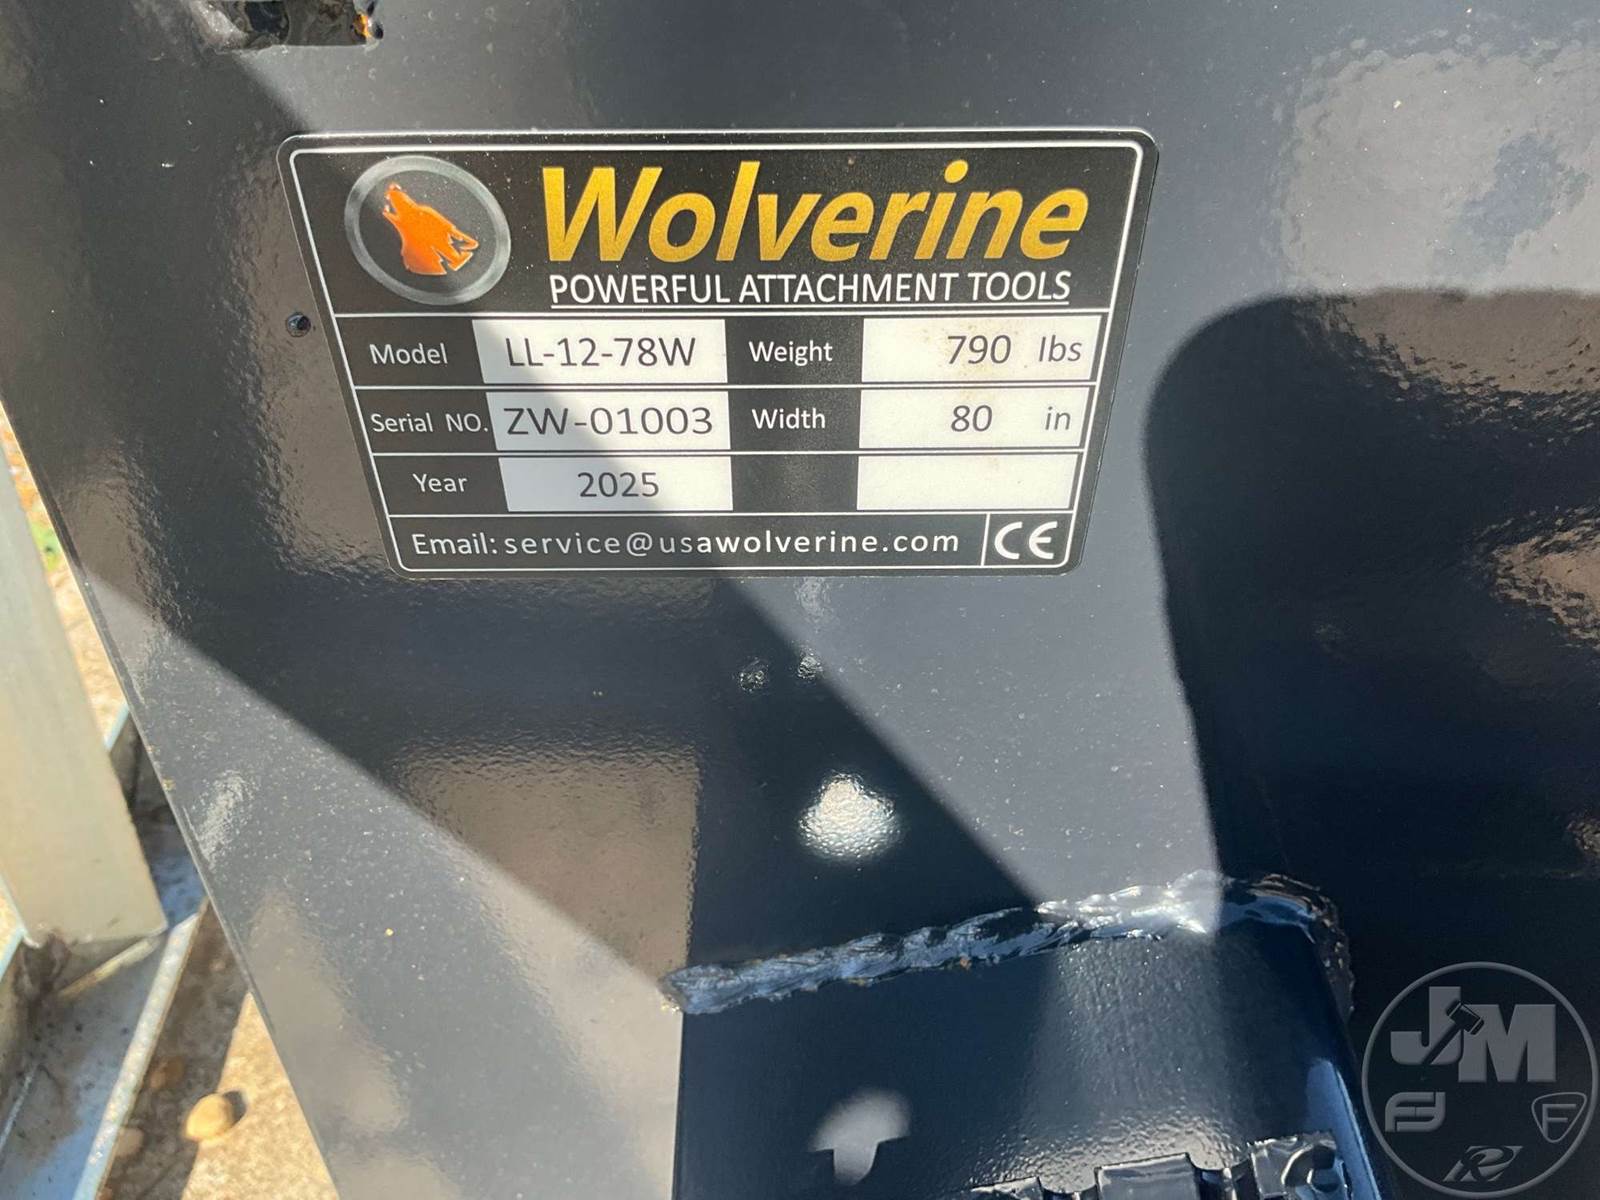 Wolverine
POWERFUL ATTACHMENT TOOLS
Model LL-12-78W Weight 790 lbs
Serial NO. ZW-01003 Width 80 in
Year 2025
Email: service@usawolverine.com CE
JM
F
R